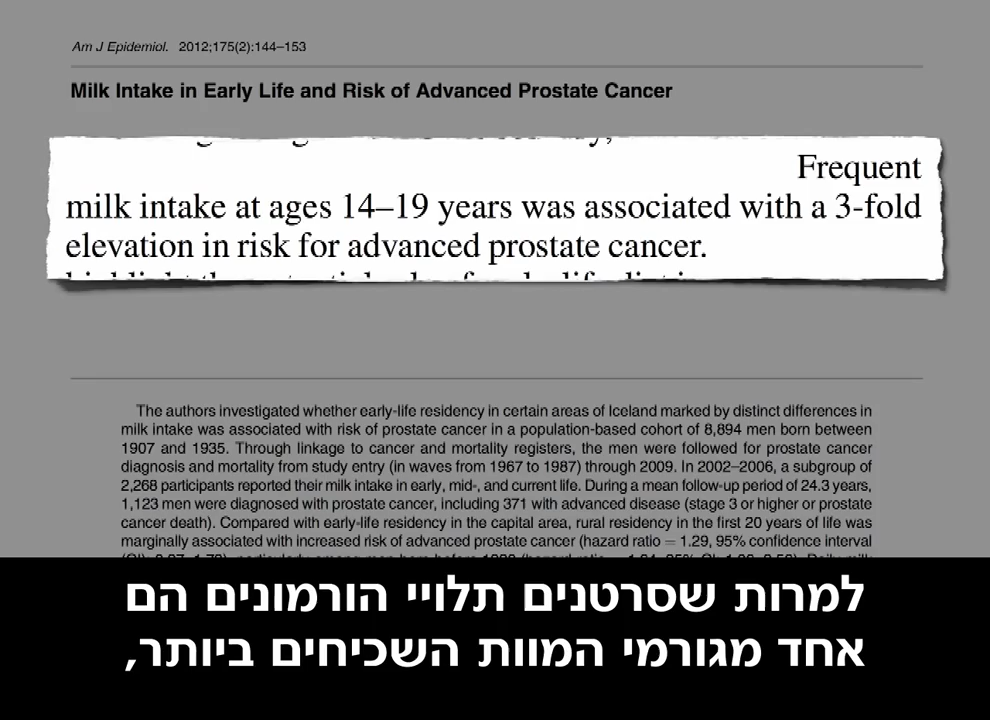 Am J Epidemiol. 2012;175(2):144–153
Milk Intake in Early Life and Risk of Advanced Prostate Cancer
Frequent
milk intake at ages 14–19 years was associated with a 3-fold
elevation in risk for advanced prostate cancer.
The authors investigated whether early-life residency in certain areas of Iceland marked by distinct differences in
milk intake was associated with risk of prostate cancer in a population-based cohort of 8,894 men born between
1907 and 1935. Through linkage to cancer and mortality registers, the men were followed for prostate cancer
diagnosis and mortality from study entry (in waves from 1967 to 1987) through 2009. In 2002–2006, a subgroup of
2,268 participants reported their milk intake in early, mid-, and current life. During a mean follow-up period of 24.3 years,
1,123 men were diagnosed with prostate cancer, including 371 with advanced disease (stage 3 or higher or prostate
cancer death). Compared with early-life residency in the capital area, rural residency in the first 20 years of life was
marginally associated with increased risk of advanced prostate cancer (hazard ratio = 1.29, 95% confidence interval
למרות שסרטנים תלויי הורמונים הם
אחד מגורמי המוות השכיחים ביותר,